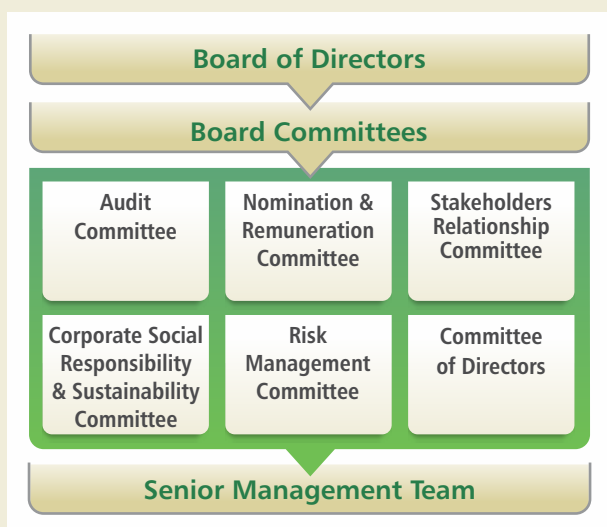 Board of Directors
Board Committees
Audit
Committee
Nomination &
Remuneration
Committee
Stakeholders
Relationship
Committee
Corporate Social
Responsibility
& Sustainability
Committee
Risk
Management
Committee
Committee
of Directors
Senior Management Team